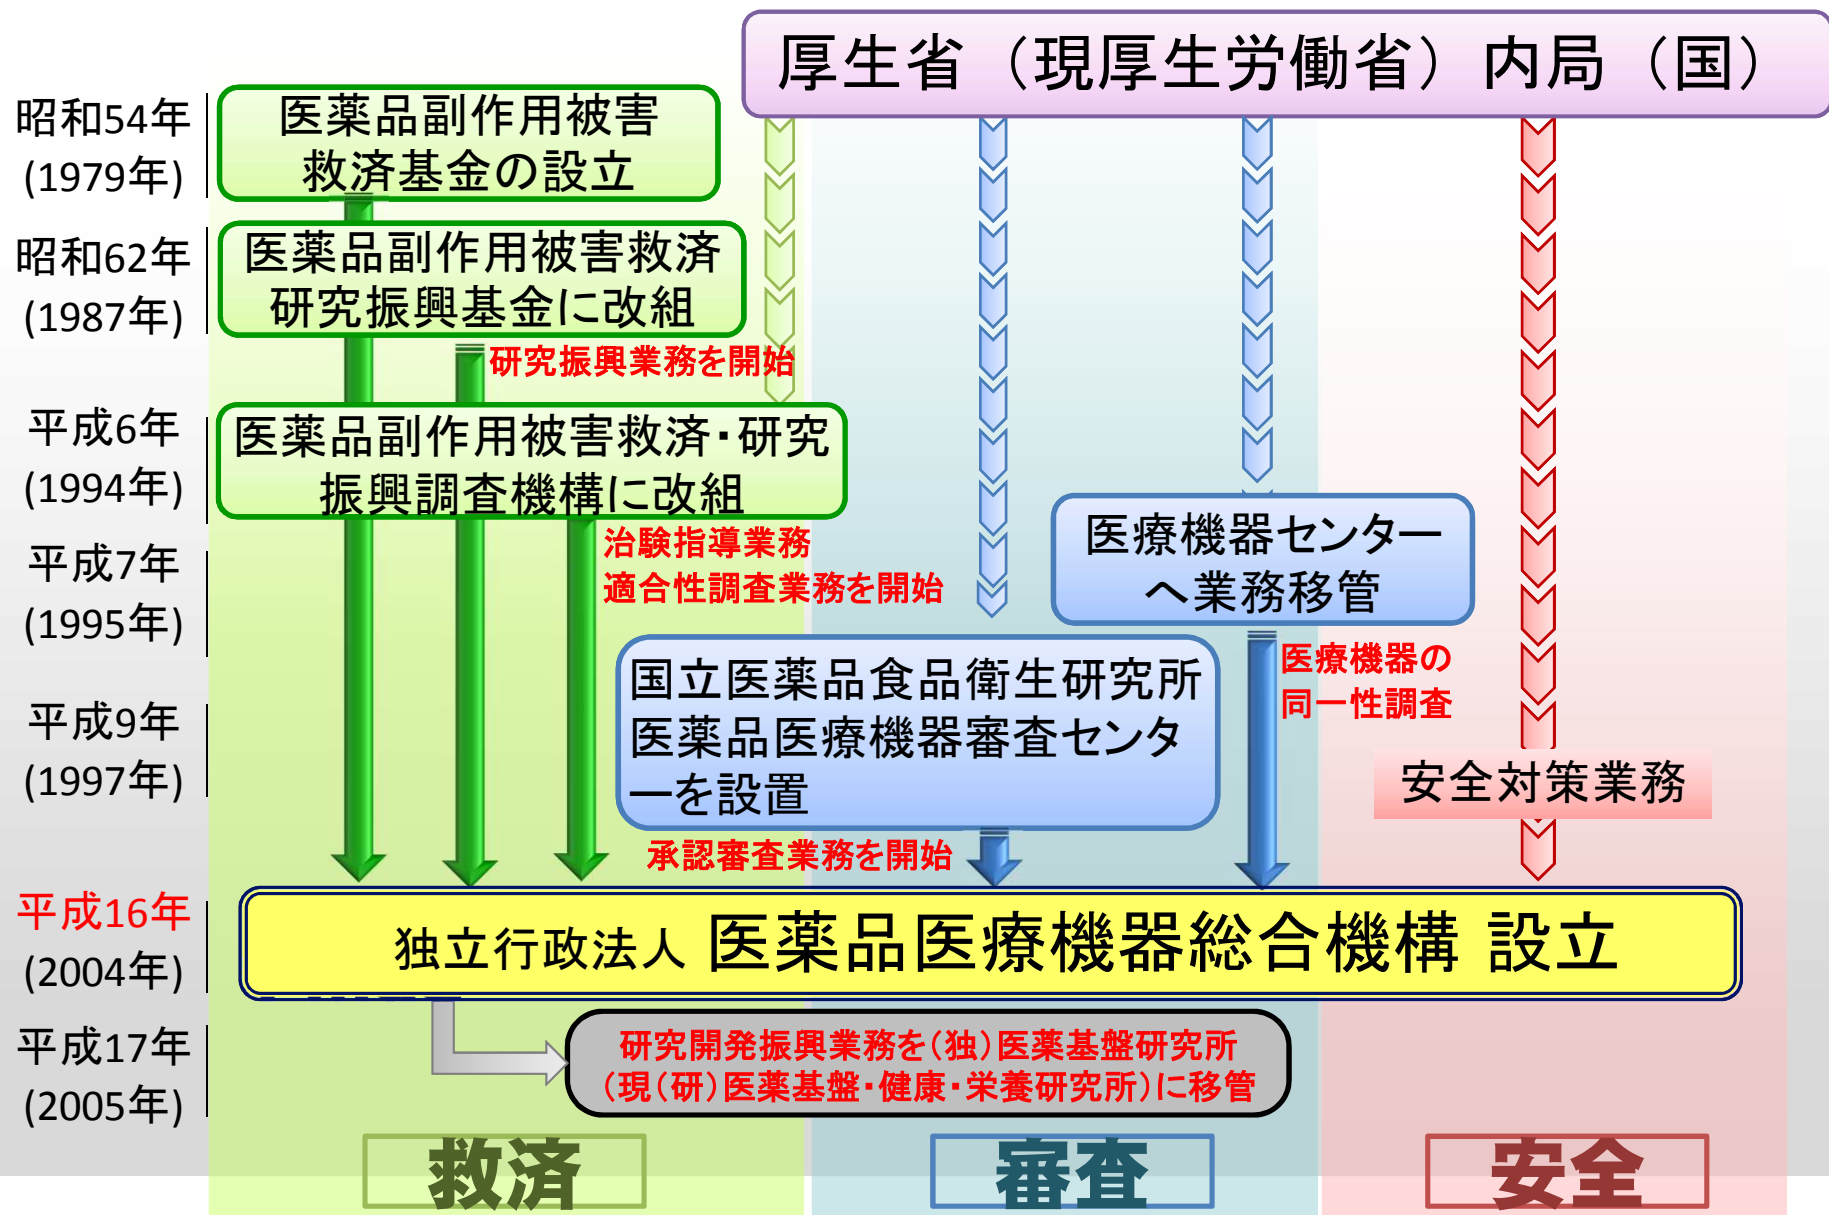 厚生省（現厚生労働省）内局（国）
昭和54年
(1979年)
医薬品副作用被害
救済基金の設立
昭和62年
(1987年)
医薬品副作用被害救済
研究振興基金に改組
研究振興業務を開始
平成6年
(1994年)
医薬品副作用被害救済・研究
振興調査機構に改組
治験指導業務
適合性調査業務を開始
平成7年
(1995年)
医療機器センター
へ業務移管
医療機器の
同一性調査
平成9年
(1997年)
国立医薬品食品衛生研究所
医薬品医療機器審査センタ
ーを設置
承認審査業務を開始
安全対策業務
平成16年
(2004年)
独立行政法人 医薬品医療機器総合機構 設立
平成17年
(2005年)
研究開発振興業務を（独）医薬基盤研究所
（現（研）医薬基盤・健康・栄養研究所）に移管
救済
審査
安全